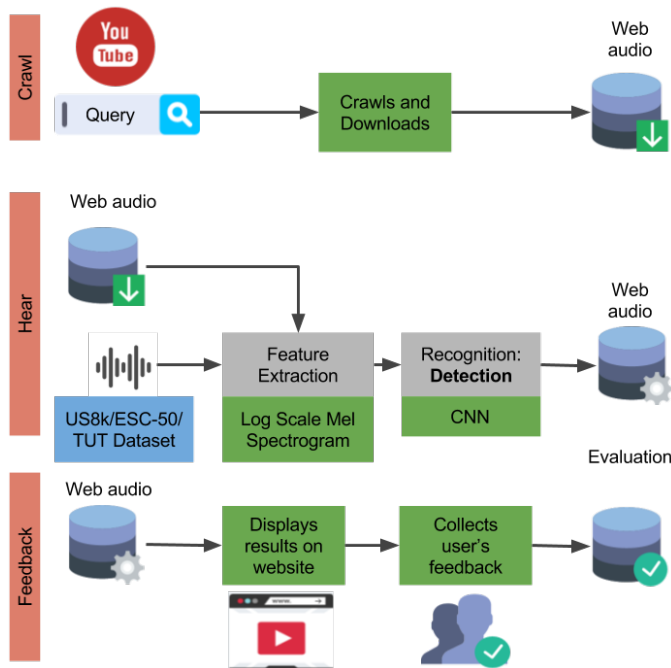 Crawl
You
Tube
Query
Crawls and
Downloads
Web
audio
Hear
Web audio
US8k/ESC-50/
TUT Dataset
Feature
Extraction
Log Scale Mel
Spectrogram
Recognition:
Detection
CNN
Web
audio
Feedback
Web audio
Displays
results on
website
Collects
user's
feedback
Evaluation